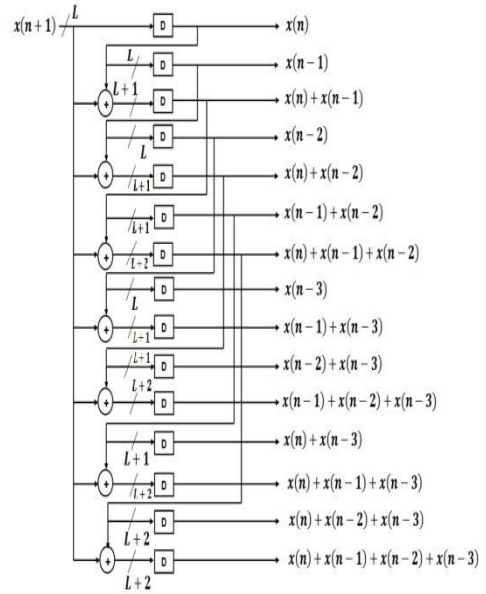 x(n+1) L D x(n)
L D x(n−1)
L+1 + D x(n)+x(n−1)
L D x(n−2)
+ L+1 D x(n)+x(n−2)
L+1 D x(n−1)+x(n−2)
+ L+2 D x(n)+x(n−1)+x(n−2)
L D x(n−3)
+ L+1 D x(n−1)+x(n−3)
L+1 D x(n−2)+x(n−3)
+ L+2 D x(n−1)+x(n−2)+x(n−3)
L+1 D x(n)+x(n−3)
+ L+2 D x(n)+x(n−1)+x(n−3)
L+2 D x(n)+x(n−2)+x(n−3)
+ L+2 D x(n)+x(n−1)+x(n−2)+x(n−3)